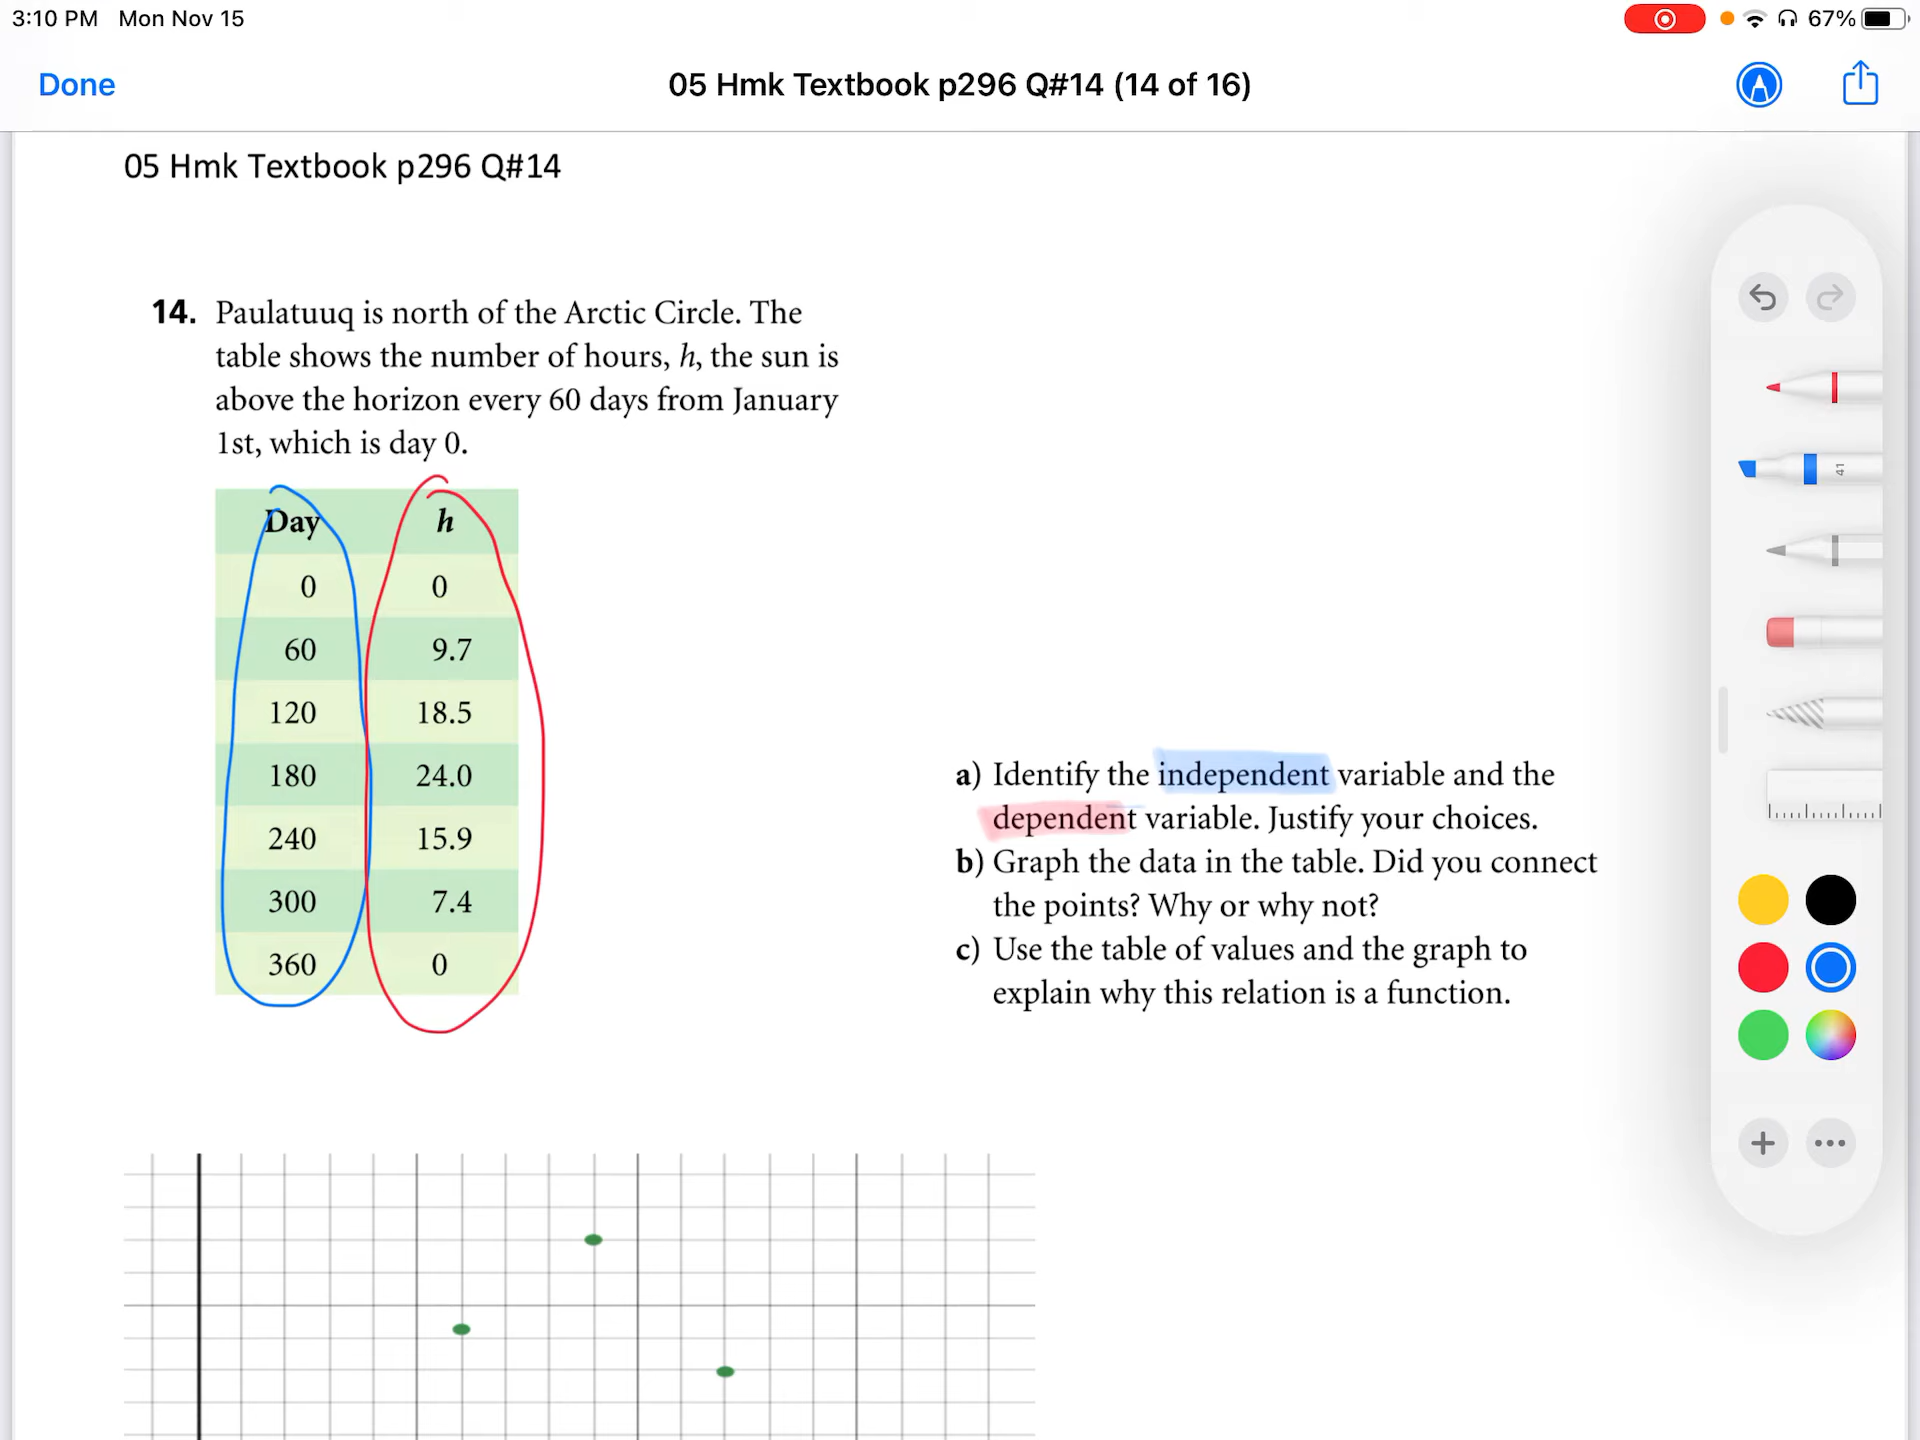 3:10 PM Mon Nov 15
67%
Done
05 Hmk Textbook p296 Q#14 (14 of 16)
05 Hmk Textbook p296 Q#14
14. Paulatuuq is north of the Arctic Circle. The
table shows the number of hours, h, the sun is
above the horizon every 60 days from January
1st, which is day 0.
Day h
0 0
60 9.7
120 18.5
180 24.0
240 15.9
300 7.4
360 0
a) Identify the independent variable and the
dependent variable. Justify your choices.
b) Graph the data in the table. Did you connect
the points? Why or why not?
c) Use the table of values and the graph to
explain why this relation is a function.
41